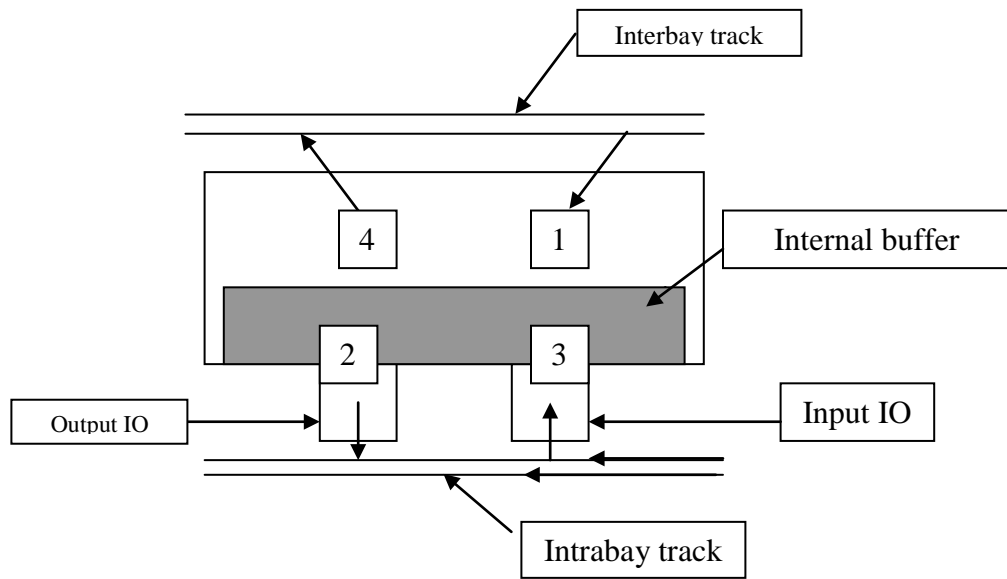 Interbay track
4
1
Internal buffer
2
3
Output IO
Input IO
Intrabay track